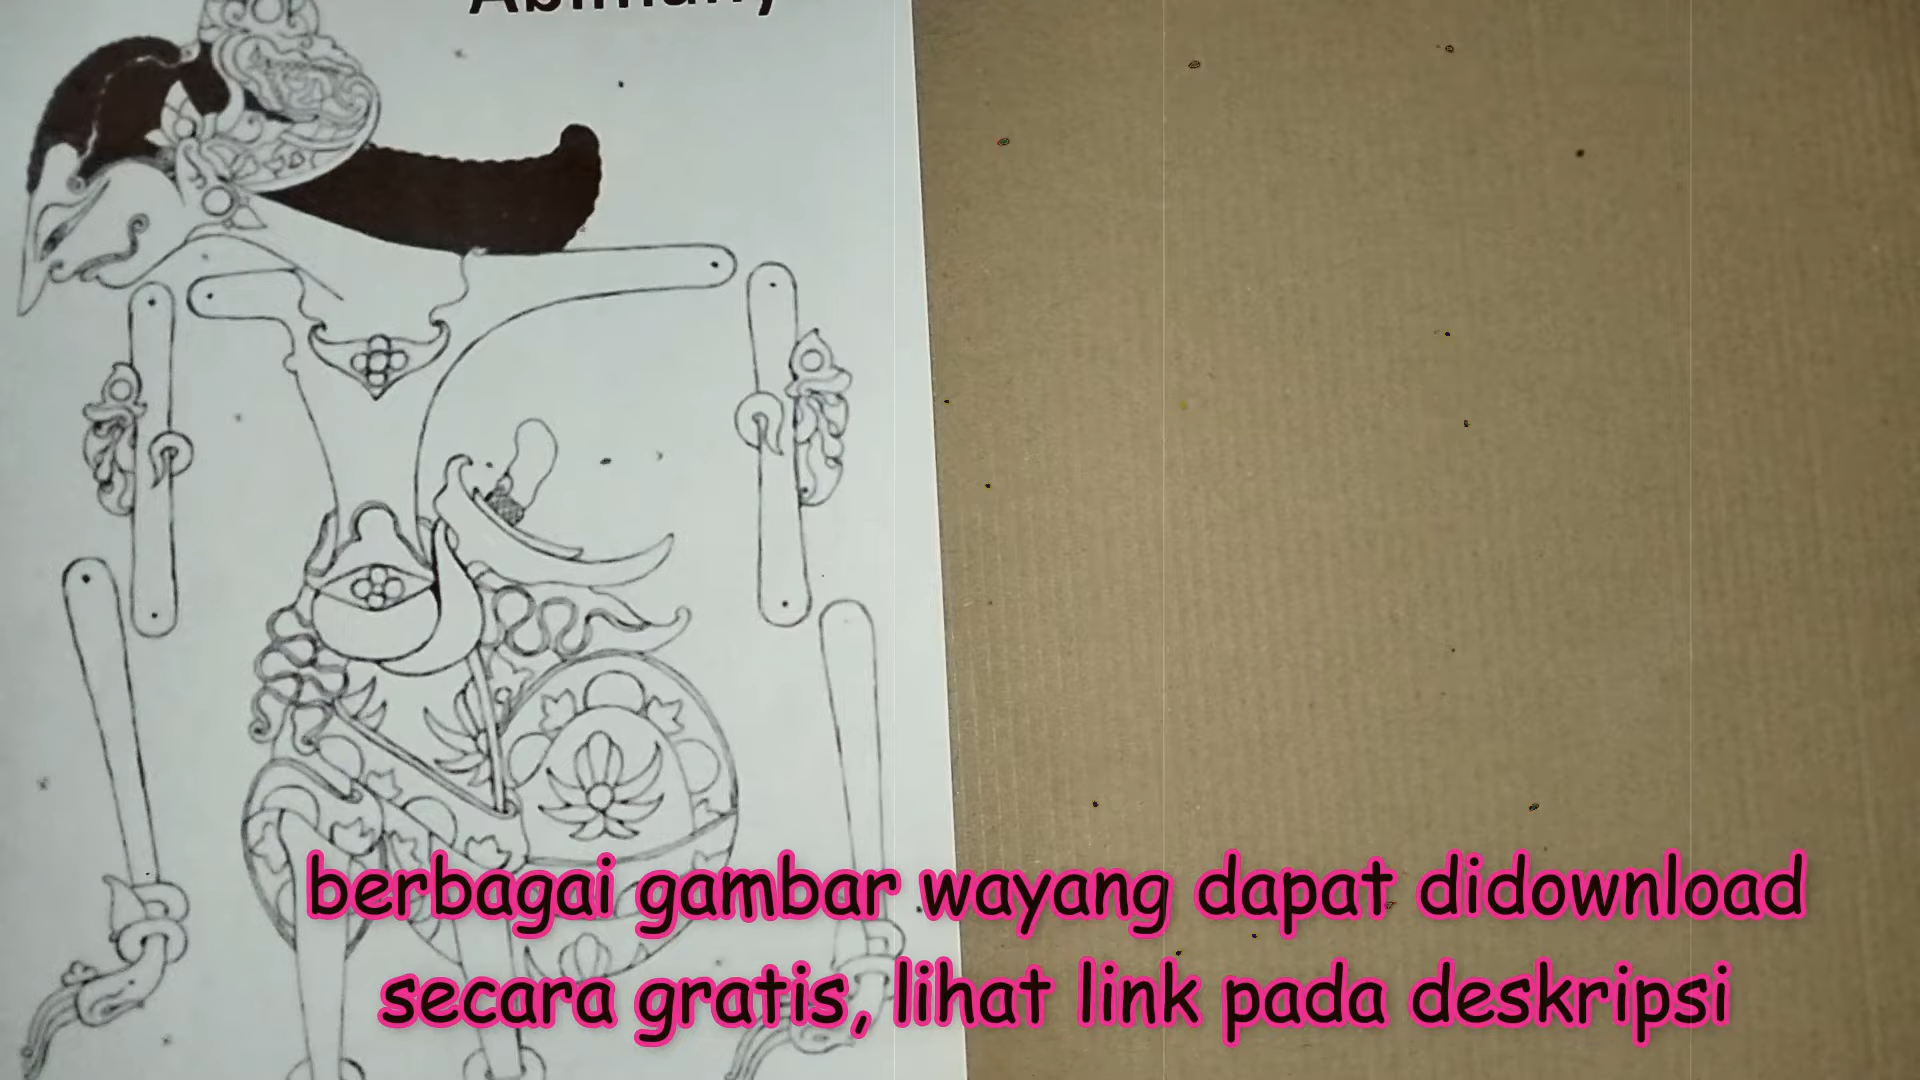 berbagai gambar wayang dapat didownload
secara gratis, lihat link pada deskripsi